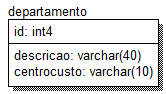 departamento
id: int4
descricao: varchar(40)
centrocusto: varchar(10)